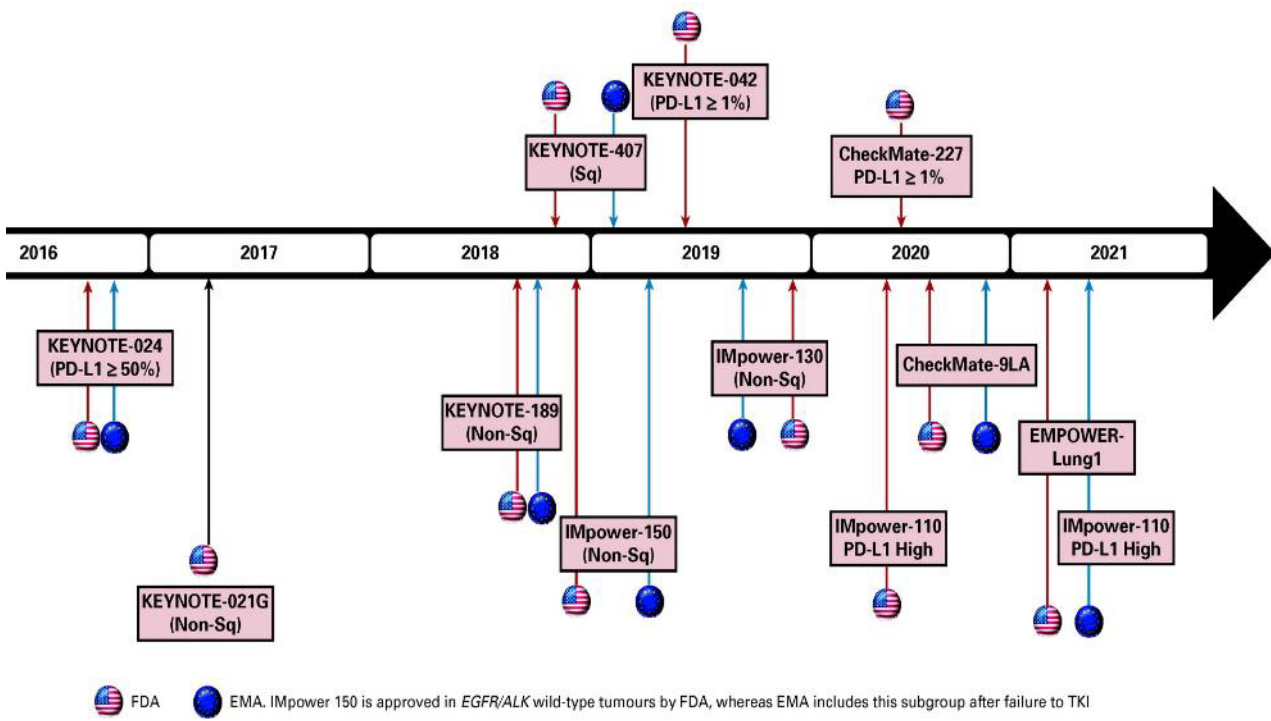 KEYNOTE-042
(PD-L1 ≥ 1%)
KEYNOTE-407
(Sq)
CheckMate-227
PD-L1 ≥ 1%
2016
2017
2018
2019
2020
2021
KEYNOTE-024
(PD-L1 ≥ 50%)
KEYNOTE-021G
(Non-Sq)
KEYNOTE-189
(Non-Sq)
IMpower-150
(Non-Sq)
IMpower-130
(Non-Sq)
IMpower-110
PD-L1 High
CheckMate-9LA
EMPOWER-
Lung1
IMpower-110
PD-L1 High
FDA
EMA. IMpower 150 is approved in EGFR/ALK wild-type tumours by FDA, whereas EMA includes this subgroup after failure to TKI